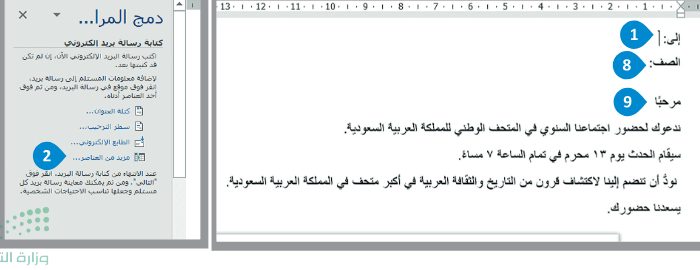 13 · 12 · 11 · 10 · 9 · 8 · 7 · 6 · 5 · 4 · 3 · 2 · 1
1 إلى:
8 الصف:
9 مرحبًا
ندعوك لحضور اجتماعنا السنوي في المتحف الوطني للمملكة العربية السعودية.
سيقام الحدث يوم ١٣ محرم في تمام الساعة ٧ مساءً.
نودُّ أن تنضم إلينا لاكتشاف قرون من التاريخ والثقافة العربية في أكبر متحف في المملكة العربية السعودية.
يسعدنا حضورك.
دمج المرا...
كتابة رسالة بريد إلكتروني
اكتب رسالة البريد الإلكتروني الآن، إن لم تكن
قد كتبتها بعد.
لإضافة معلومات المستلم إلى رسالة بريد،
انقر فوق موقع في رسالة البريد، ومن ثم فوق
أحد العناصر أدناه.
كتلة العنوان...
سطر الترحيب...
الطابع الإلكتروني...
2 مزيد من العناصر...
عند الانتهاء من كتابة رسالة البريد، انقر فوق
"التالي"، ومن ثم يمكنك معاينة رسالة بريد كل
مستلم وجعلها تناسب الاحتياجات الشخصية.